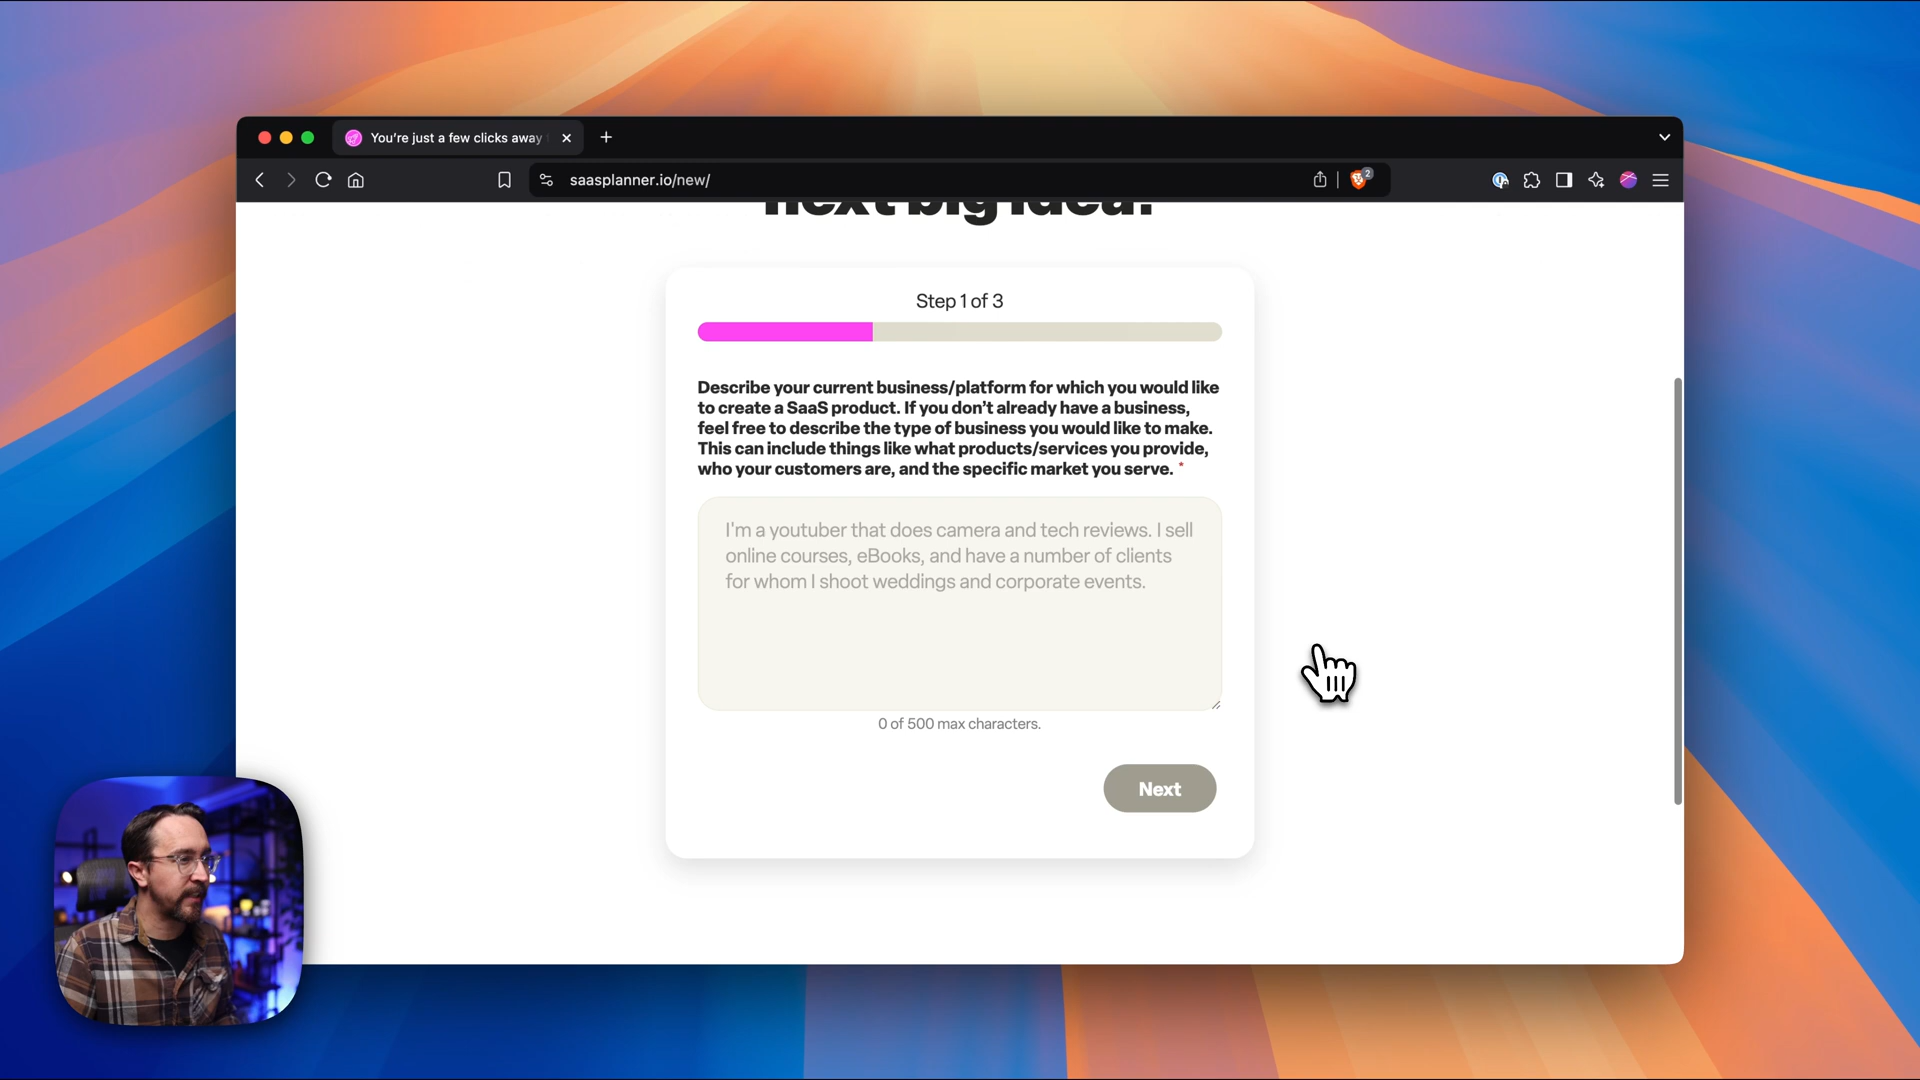 You're just a few clicks away
saasplanner.io/new/
2
next big idea.
Step 1 of 3
Describe your current business/platform for which you would like
to create a SaaS product. If you don't already have a business,
feel free to describe the type of business you would like to make.
This can include things like what products/services you provide,
who your customers are, and the specific market you serve. *
I'm a youtuber that does camera and tech reviews. I sell
online courses, eBooks, and have a number of clients
for whom I shoot weddings and corporate events.
0 of 500 max characters.
Next